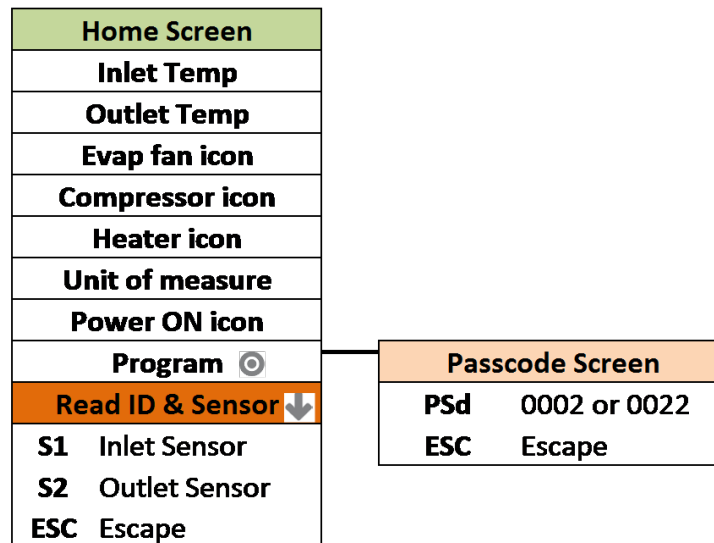 Home Screen
Inlet Temp
Outlet Temp
Evap fan icon
Compressor icon
Heater icon
Unit of measure
Power ON icon
Program
Read ID & Sensor
S1 Inlet Sensor
S2 Outlet Sensor
ESC Escape
Passcode Screen
PSd 0002 or 0022
ESC Escape